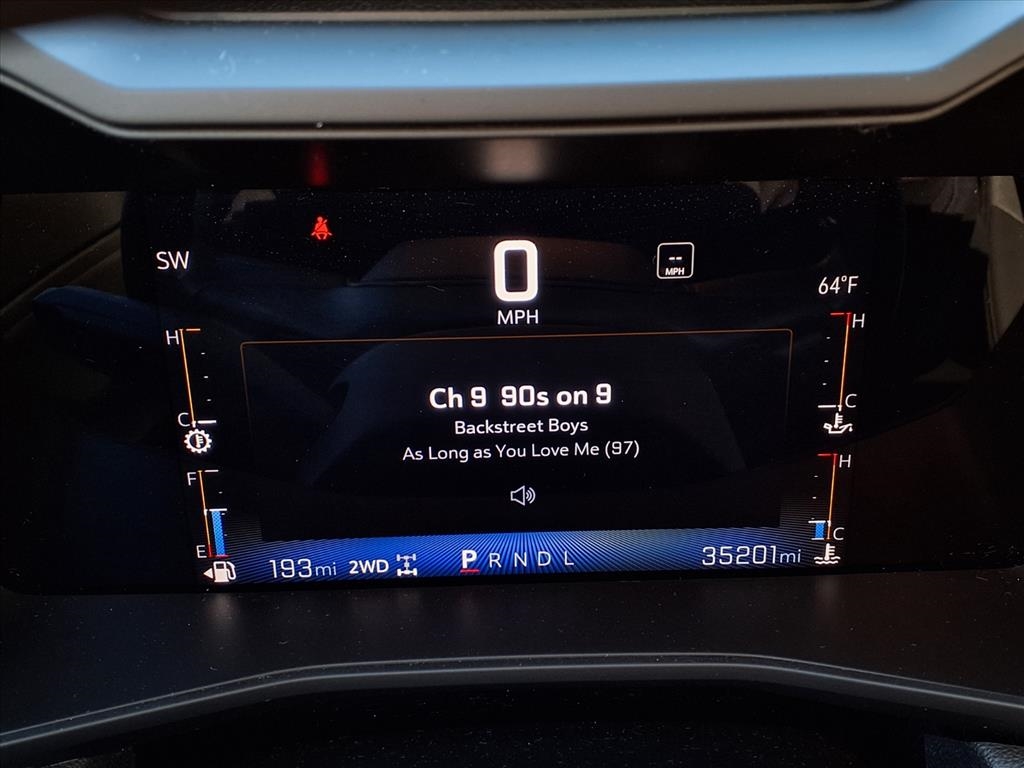 SW
0
MPH
--
MPH
64°F
H
C
H
C
Ch 9 90s on 9
Backstreet Boys
As Long as You Love Me (97)
F
E
H
C
193mi 2WD P R N D L 35201mi